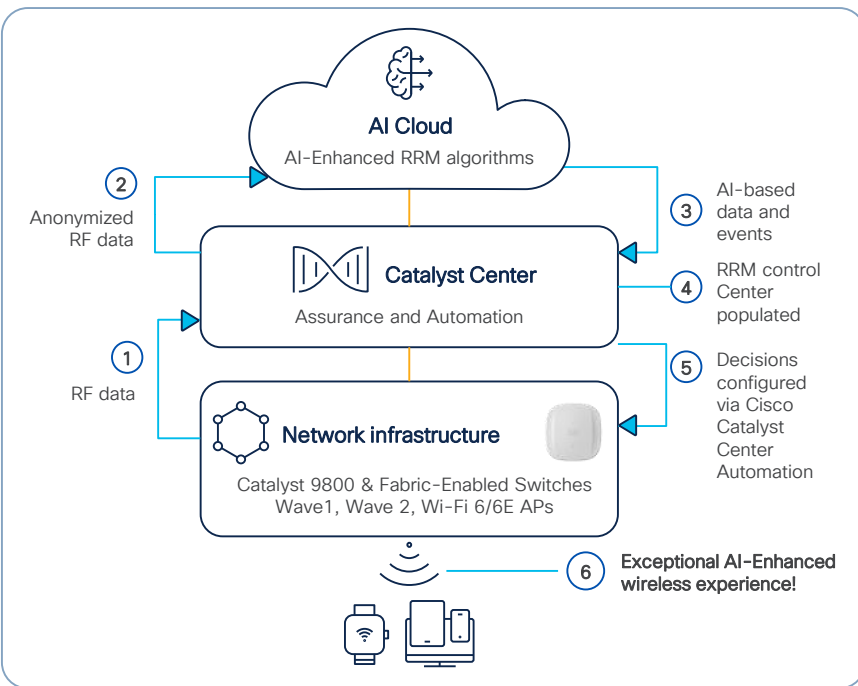 AI Cloud
AI-Enhanced RRM algorithms
2
Anonymized
RF data
3
AI-based
data and
events
Catalyst Center
Assurance and Automation
4
RRM control
Center
populated
1
RF data
5
Decisions
configured
via Cisco
Catalyst
Center
Automation
Network infrastructure
Catalyst 9800 & Fabric-Enabled Switches
Wave1, Wave 2, Wi-Fi 6/6E APs
6
Exceptional AI-Enhanced
wireless experience!